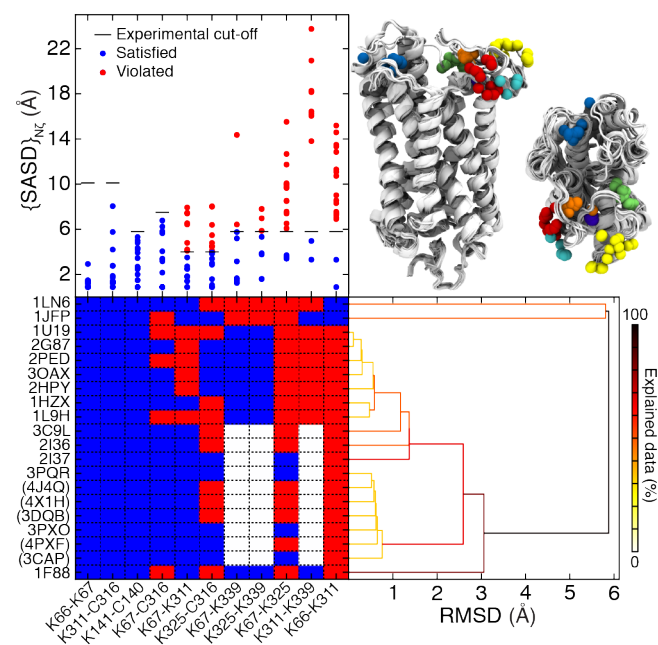 22
18
14
10
6
2
{SASD}Nζ (Å)
Experimental cut-off
Satisfied
Violated
1LN6
1JFP
1U19
2G87
2PED
3OAX
2HPY
1HZX
1L9H
3C9L
2I36
2I37
3PQR
(4J4Q)
(4X1H)
(3DQB)
3PXO
(4PXF)
(3CAP)
1F88
K66-K67
K311-C316
K141-C140
K67-C316
K67-K311
K325-C316
K67-K339
K325-K339
K67-K325
K311-K339
K66-K311
1 2 3 4 5 6
RMSD (Å)
100
0
Explained data (%)